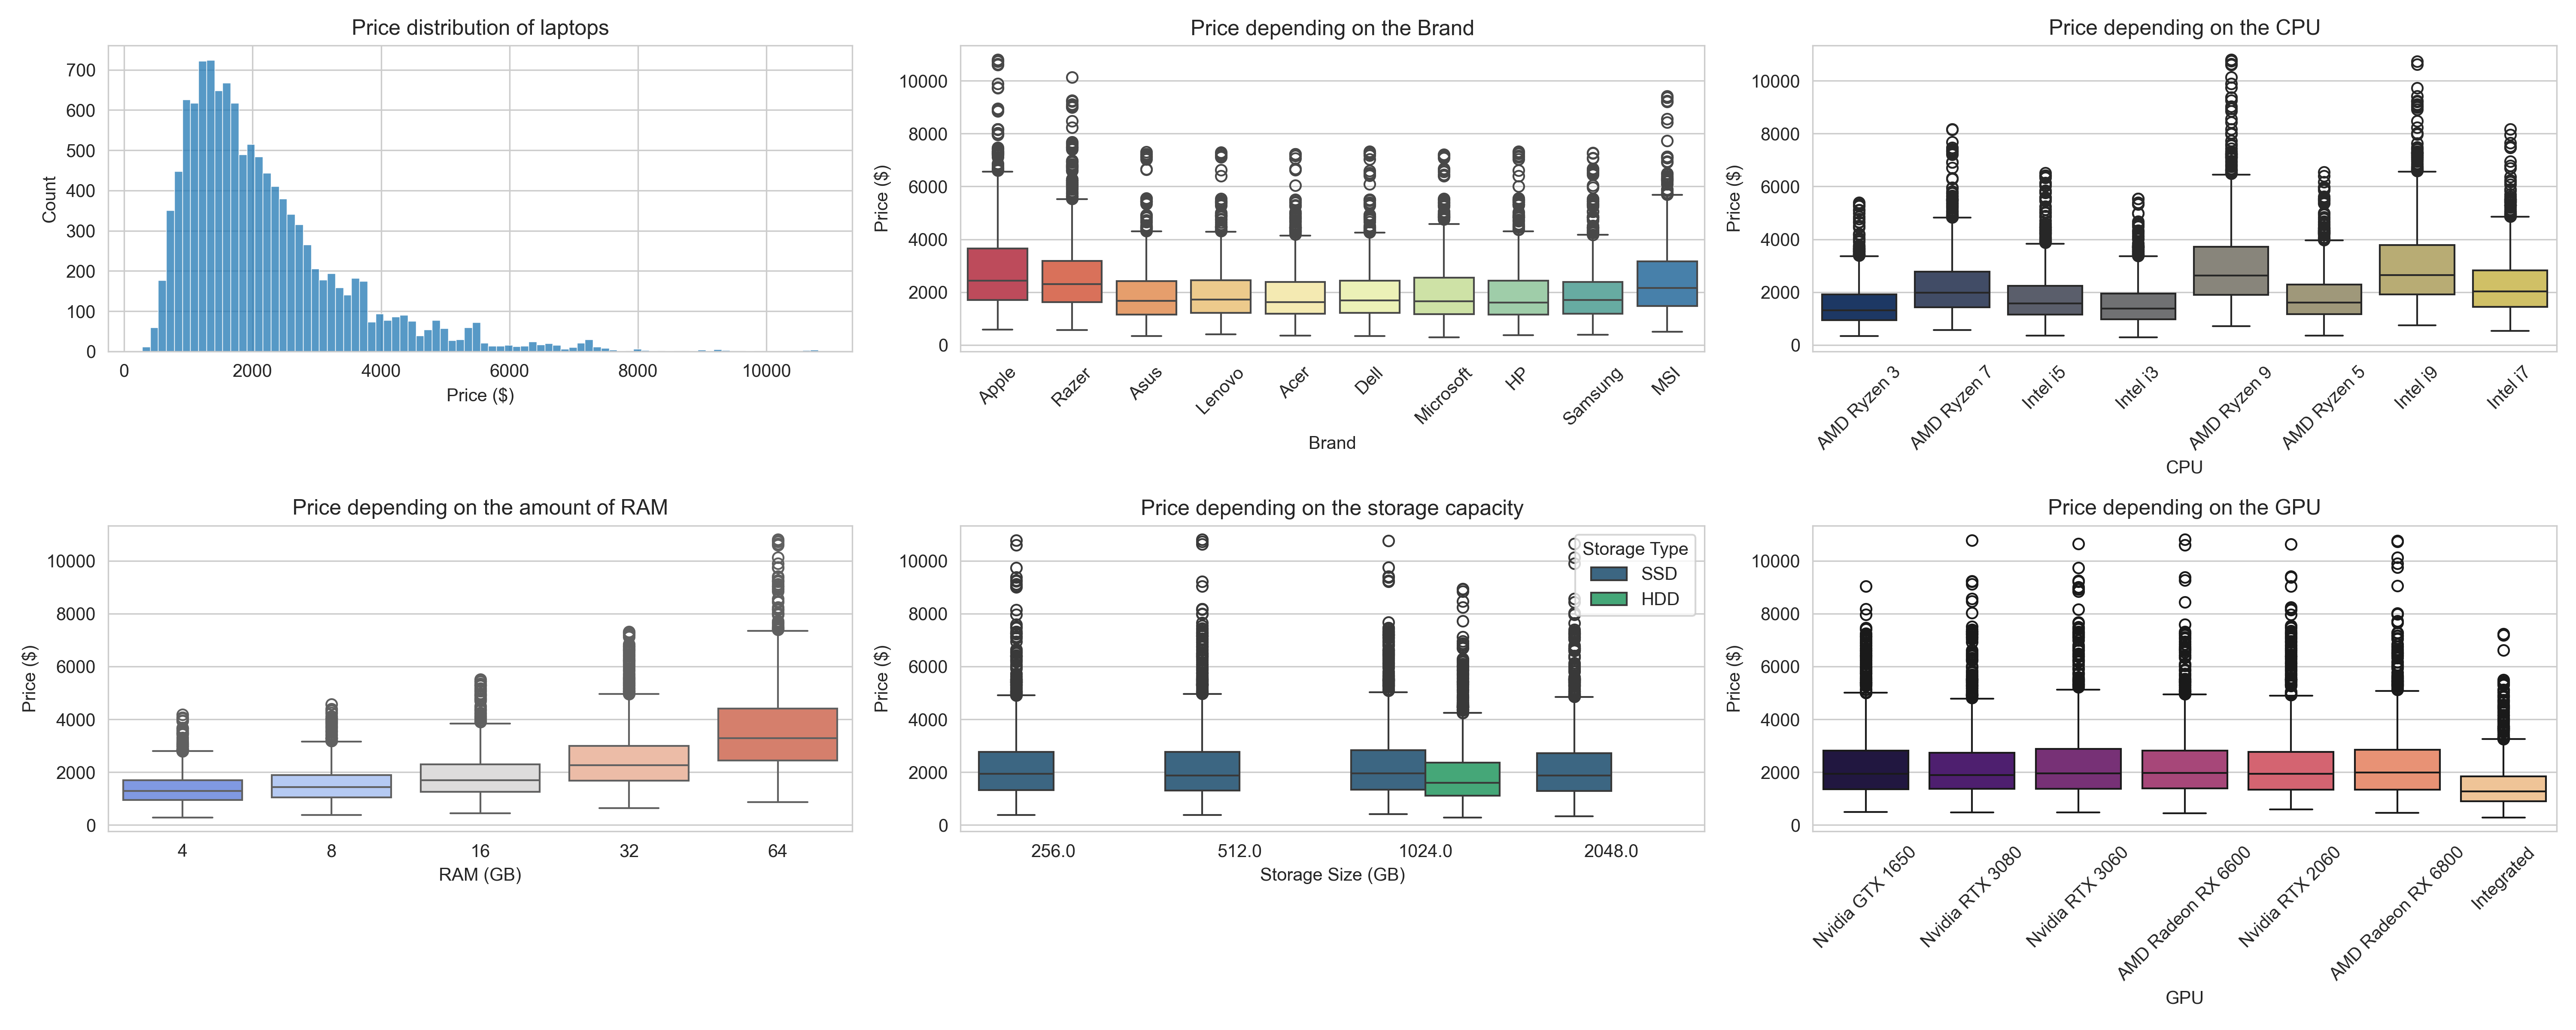 Price distribution of laptops
700
600
500
400
300
200
100
0
Count
0 2000 4000 6000 8000 10000
Price ($)
Price depending on the Brand
10000
8000
6000
4000
2000
0
Price ($)
Apple Razer Asus Lenovo Acer Dell Microsoft HP Samsung MSI
Brand
Price depending on the CPU
10000
8000
6000
4000
2000
0
Price ($)
AMD Ryzen 3 AMD Ryzen 7 Intel i5 Intel i3 AMD Ryzen 9 AMD Ryzen 5 Intel i9 Intel i7
CPU
Price depending on the amount of RAM
10000
8000
6000
4000
2000
0
Price ($)
4 8 16 32 64
RAM (GB)
Price depending on the storage capacity
10000
8000
6000
4000
2000
0
Price ($)
Storage Type
SSD
HDD
256.0 512.0 1024.0 2048.0
Storage Size (GB)
Price depending on the GPU
10000
8000
6000
4000
2000
0
Price ($)
Nvidia GTX 1650 Nvidia RTX 3080 Nvidia RTX 3060 AMD Radeon RX 6600 Nvidia RTX 2060 AMD Radeon RX 6800 Integrated
GPU